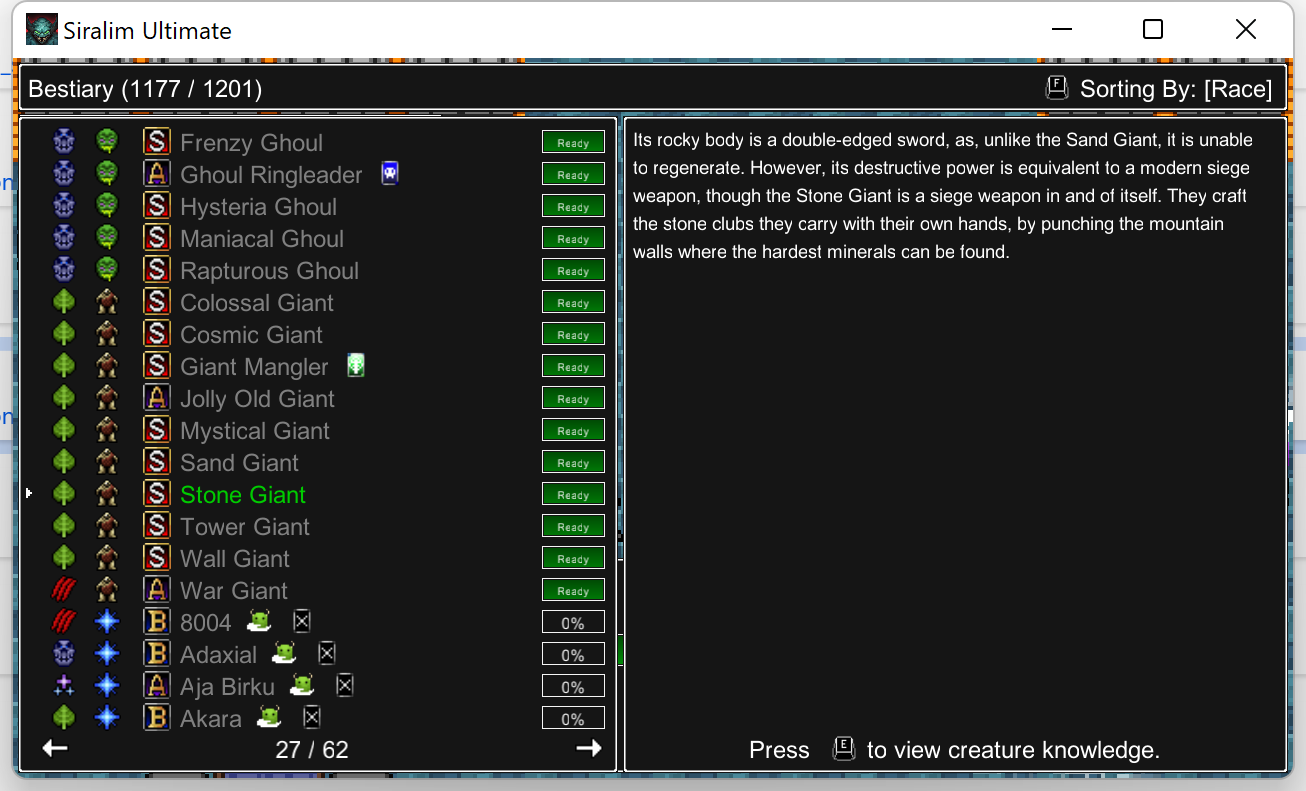 Siralim Ultimate
Bestiary (1177 / 1201)
F Sorting By: [Race]
S Frenzy Ghoul Ready
A Ghoul Ringleader Ready
S Hysteria Ghoul Ready
S Maniacal Ghoul Ready
S Rapturous Ghoul Ready
S Colossal Giant Ready
S Cosmic Giant Ready
S Giant Mangler Ready
A Jolly Old Giant Ready
S Mystical Giant Ready
S Sand Giant Ready
S Stone Giant Ready
S Tower Giant Ready
S Wall Giant Ready
A War Giant Ready
B 8004 0%
B Adaxial 0%
A Aja Birku 0%
B Akara 0%
27 / 62
Its rocky body is a double-edged sword, as, unlike the Sand Giant, it is unable
to regenerate. However, its destructive power is equivalent to a modern siege
weapon, though the Stone Giant is a siege weapon in and of itself. They craft
the stone clubs they carry with their own hands, by punching the mountain
walls where the hardest minerals can be found.
Press E to view creature knowledge.